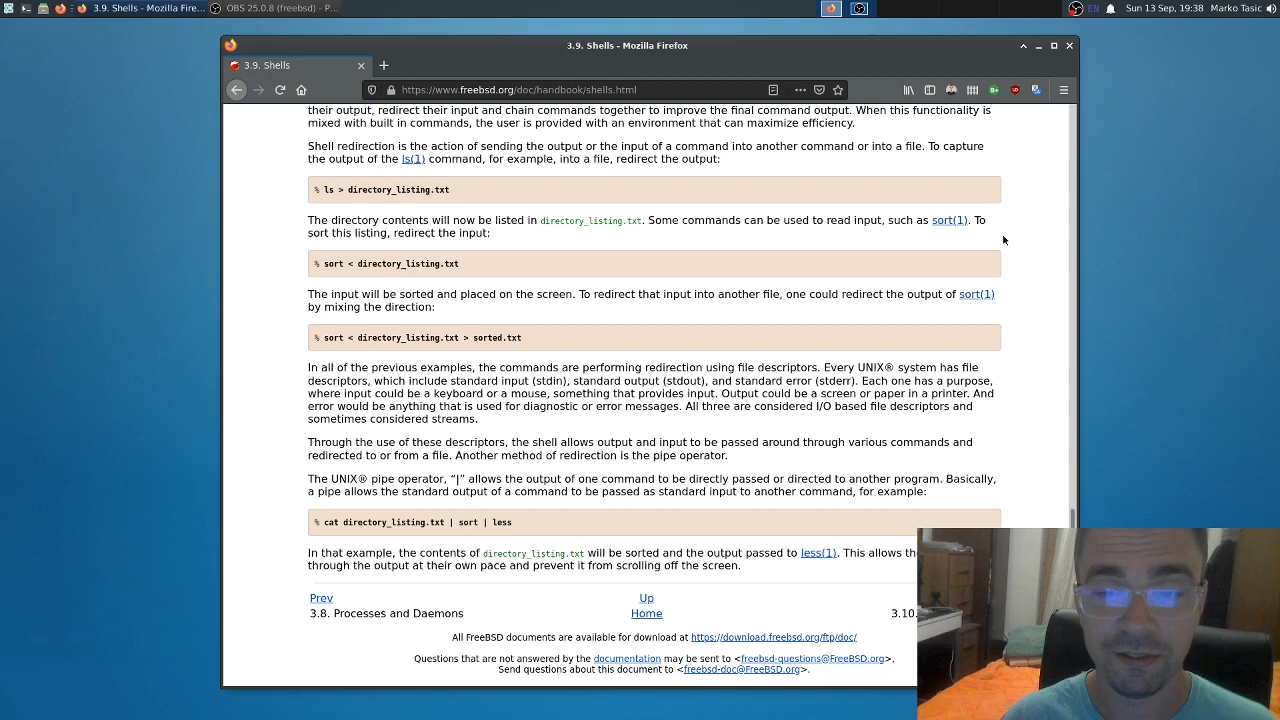 3.9. Shells - Mozilla Fire...
OBS 25.0.8 (freebsd) - P...
EN
Sun 13 Sep, 19:38
Marko Tasic
3.9. Shells - Mozilla Firefox
3.9. Shells
https://www.freebsd.org/doc/handbook/shells.html
their output, redirect their input and chain commands together to improve the final command output. When this functionality is
mixed with built in commands, the user is provided with an environment that can maximize efficiency.
Shell redirection is the action of sending the output or the input of a command into another command or into a file. To capture
the output of the ls(1) command, for example, into a file, redirect the output:
% ls > directory_listing.txt
The directory contents will now be listed in directory_listing.txt. Some commands can be used to read input, such as sort(1). To
sort this listing, redirect the input:
% sort < directory_listing.txt
The input will be sorted and placed on the screen. To redirect that input into another file, one could redirect the output of sort(1)
by mixing the direction:
% sort < directory_listing.txt > sorted.txt
In all of the previous examples, the commands are performing redirection using file descriptors. Every UNIX® system has file
descriptors, which include standard input (stdin), standard output (stdout), and standard error (stderr). Each one has a purpose,
where input could be a keyboard or a mouse, something that provides input. Output could be a screen or paper in a printer. And
error would be anything that is used for diagnostic or error messages. All three are considered I/O based file descriptors and
sometimes considered streams.
Through the use of these descriptors, the shell allows output and input to be passed around through various commands and
redirected to or from a file. Another method of redirection is the pipe operator.
The UNIX® pipe operator, “|” allows the output of one command to be directly passed or directed to another program. Basically,
a pipe allows the standard output of a command to be passed as standard input to another command, for example:
% cat directory_listing.txt | sort | less
In that example, the contents of directory_listing.txt will be sorted and the output passed to less(1). This allows the
through the output at their own pace and prevent it from scrolling off the screen.
Prev
Up
3.8. Processes and Daemons
Home
3.10.
All FreeBSD documents are available for download at https://download.freebsd.org/ftp/doc/
Questions that are not answered by the documentation may be sent to <freebsd-questions@FreeBSD.org>.
Send questions about this document to <freebsd-doc@FreeBSD.org>.